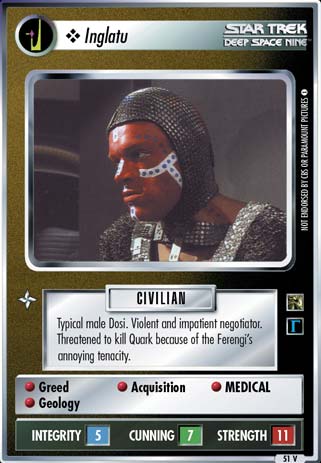 ❖ Inglatu
STAR TREK
DEEP SPACE NINE
NOT ENDORSED BY CBS OR PARAMOUNT PICTURES
CIVILIAN
Typical male Dosi. Violent and impatient negotiator.
Threatened to kill Quark because of the Ferengi's
annoying tenacity.
Greed
Acquisition
MEDICAL
Geology
INTEGRITY 5
CUNNING 7
STRENGTH 11
51 V